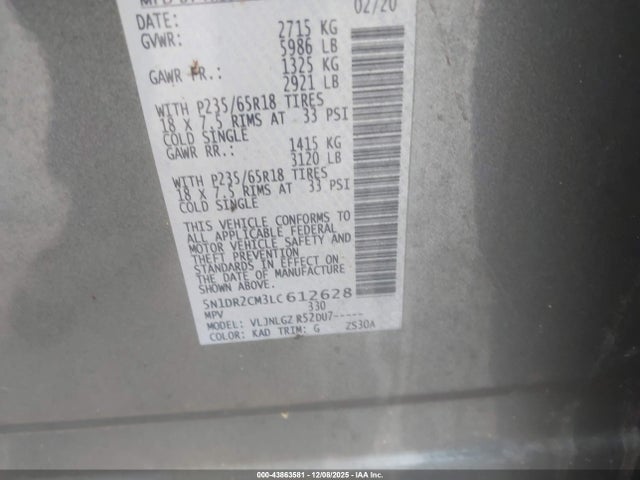 02/20
DATE:
GVWR: 2715 KG
5986 LB
GAWR FR.: 1325 KG
2921 LB
WITH P235/65R18 TIRES
18 X 7.5 RIMS AT 33 PSI
COLD SINGLE
GAWR RR.: 1415 KG
3120 LB
WITH P235/65R18 TIRES
18 X 7.5 RIMS AT 33 PSI
COLD SINGLE
THIS VEHICLE CONFORMS TO
ALL APPLICABLE FEDERAL
MOTOR VEHICLE SAFETY AND
THEFT PREVENTION
STANDARDS IN EFFECT ON
THE DATE OF MANUFACTURE
SHOWN ABOVE.
5N1DR2CM3LC612628
MPV 330
MODEL: VLJNLGZ R52DU7-----
COLOR: KAD TRIM: G ZS30A
000-43863581 - 12/08/2025 - IAA Inc.